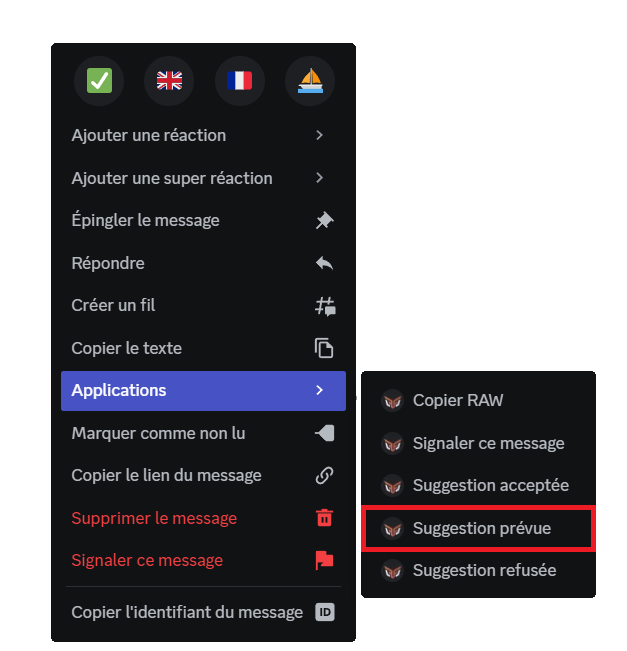 Ajouter une réaction
Ajouter une super réaction
Épingler le message
Répondre
Créer un fil
Copier le texte
Applications
Marquer comme non lu
Copier le lien du message
Supprimer le message
Signaler ce message
Copier l'identifiant du message ID
Copier RAW
Signaler ce message
Suggestion acceptée
Suggestion prévue
Suggestion refusée